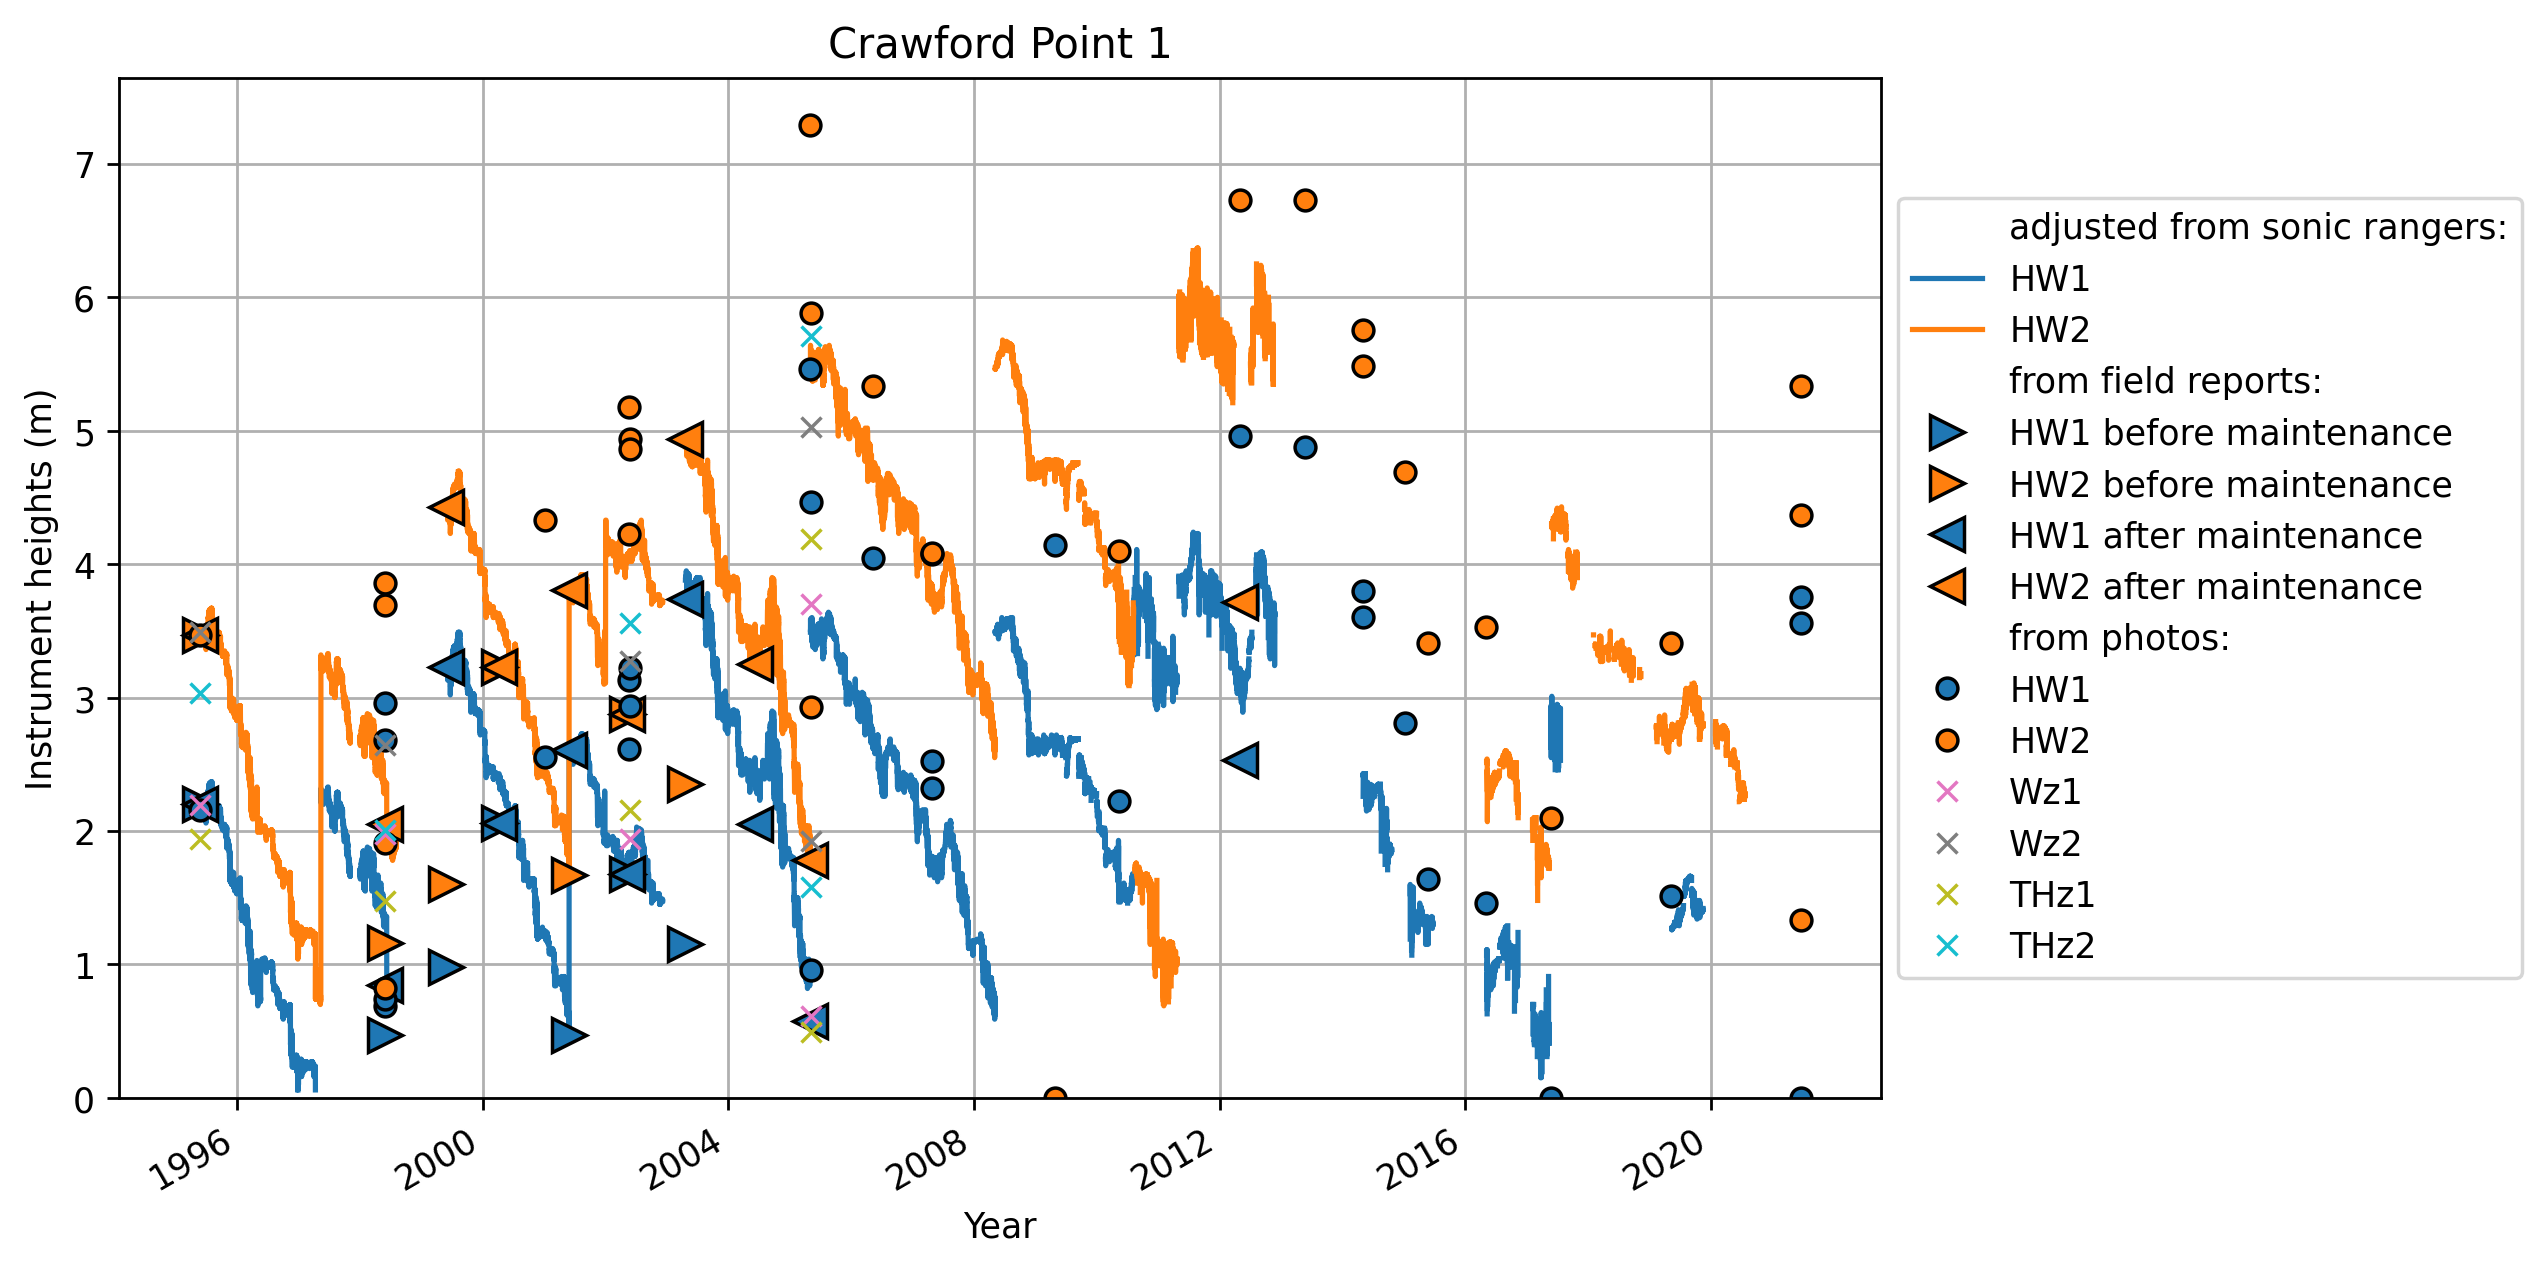 Crawford Point 1
Instrument heights (m)
7
6
5
4
3
2
1
0
1996
2000
2004
2008
2012
2016
2020
Year
adjusted from sonic rangers:
HW1
HW2
from field reports:
HW1 before maintenance
HW2 before maintenance
HW1 after maintenance
HW2 after maintenance
from photos:
HW1
HW2
Wz1
Wz2
THz1
THz2